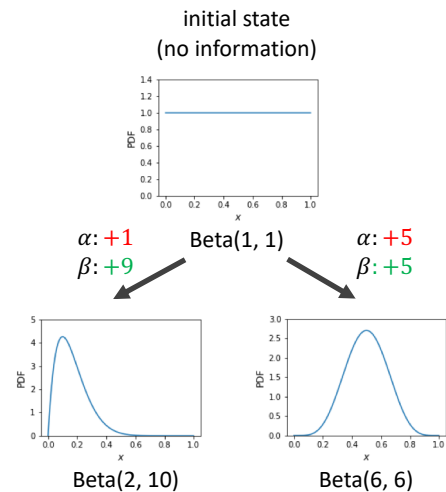 initial state
(no information)
1.4
1.2
1.0
0.8
0.6
0.4
0.2
0.0
PDF
0.0 0.2 0.4 0.6 0.8 1.0
x
Beta(1, 1)
α: +1
β: +9
α: +5
β: +5
5
4
3
2
1
0
PDF
0.0 0.2 0.4 0.6 0.8 1.0
x
Beta(2, 10)
3.0
2.5
2.0
1.5
1.0
0.5
0.0
PDF
0.0 0.2 0.4 0.6 0.8 1.0
x
Beta(6, 6)